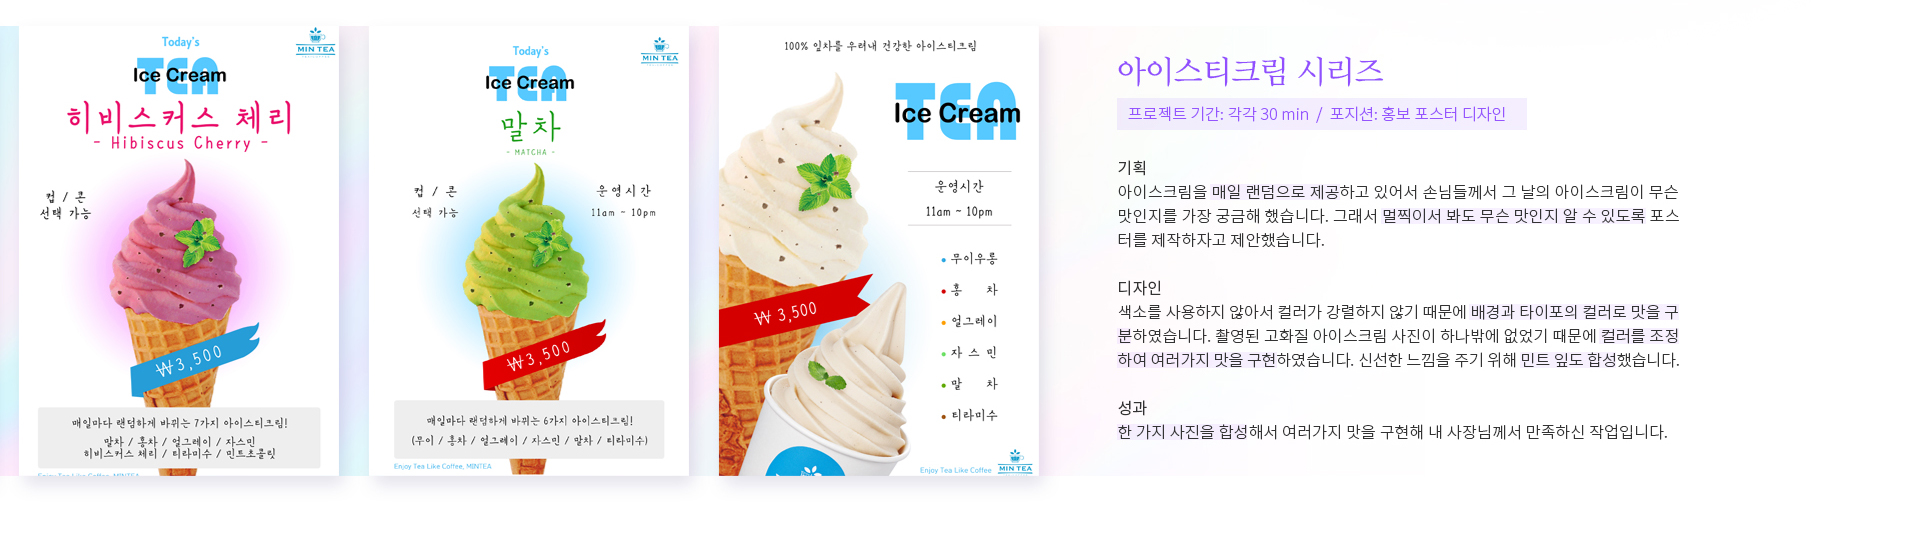 Today's
MIN TEA
TEA
Ice Cream
히비스커스 체리
- Hibiscus Cherry -
컵 / 콘
선택 가능
₩3,500
매일마다 랜덤하게 바뀌는 7가지 아이스티크림!
말차 / 홍차 / 얼그레이 / 자스민
히비스커스 체리 / 티라미수 / 민트초콜릿
Enjoy Tea Like Coffee, MINTEA
Today's
MIN TEA
TEA
Ice Cream
말차
- MATCHA -
컵 / 콘
선택 가능
운영시간
11am - 10pm
₩3,500
매일마다 랜덤하게 바뀌는 6가지 아이스티크림!
(무이 / 홍차 / 얼그레이 / 자스민 / 말차 / 티라미수)
Enjoy Tea Like Coffee, MINTEA
100% 잎차를 우려내 건강한 아이스티크림
TEA
Ice Cream
운영시간
11am ~ 10pm
무이우롱
홍 차
얼그레이
자 스 민
말 차
티라미수
₩ 3,500
Enjoy Tea Like Coffee
MIN TEA
아이스티크림 시리즈
프로젝트 기간: 각각 30 min / 포지션: 홍보 포스터 디자인
기획
아이스크림을 매일 랜덤으로 제공하고 있어서 손님들께서 그 날의 아이스크림이 무슨
맛인지를 가장 궁금해 했습니다. 그래서 멀찍이서 봐도 무슨 맛인지 알 수 있도록 포스
터를 제작하자고 제안했습니다.
디자인
색소를 사용하지 않아서 컬러가 강렬하지 않기 때문에 배경과 타이포의 컬러로 맛을 구
분하였습니다. 촬영된 고화질 아이스크림 사진이 하나밖에 없었기 때문에 컬러를 조정
하여 여러가지 맛을 구현하였습니다. 신선한 느낌을 주기 위해 민트 잎도 합성했습니다.
성과
한 가지 사진을 합성해서 여러가지 맛을 구현해 내 사장님께서 만족하신 작업입니다.